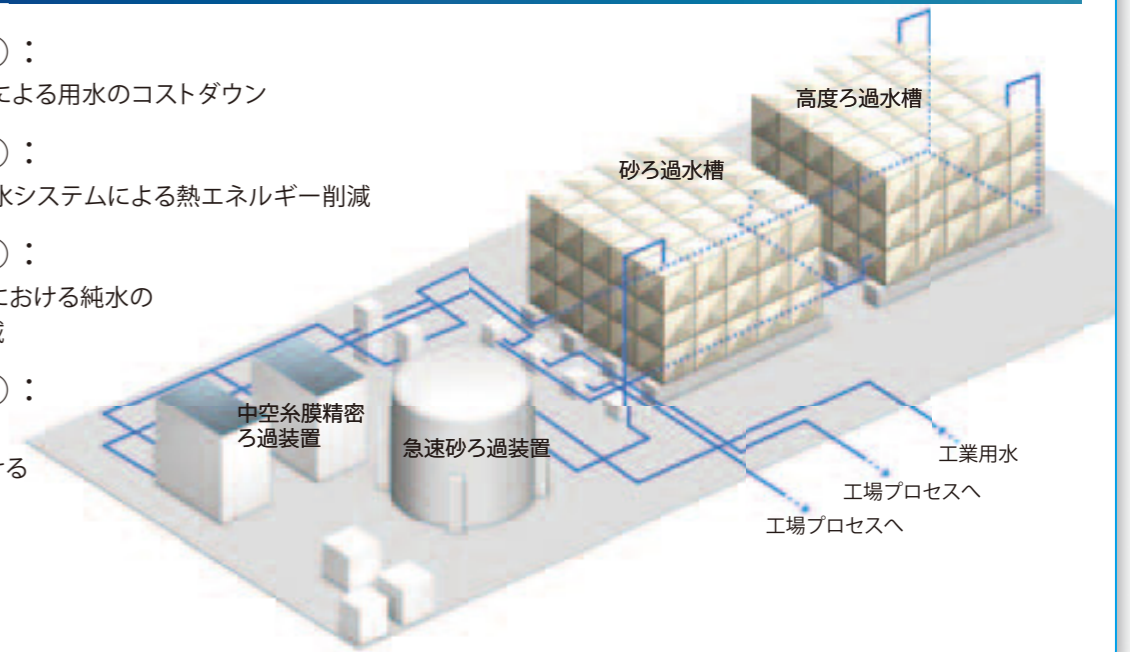 ）：
による用水のコストダウン
）：
水システムによる熱エネルギー削減
）：
における純水の
減
）：
ける
高度ろ過水槽
砂ろ過水槽
中空糸膜精密
ろ過装置
急速砂ろ過装置
工業用水
工場プロセスへ
工場プロセスへ